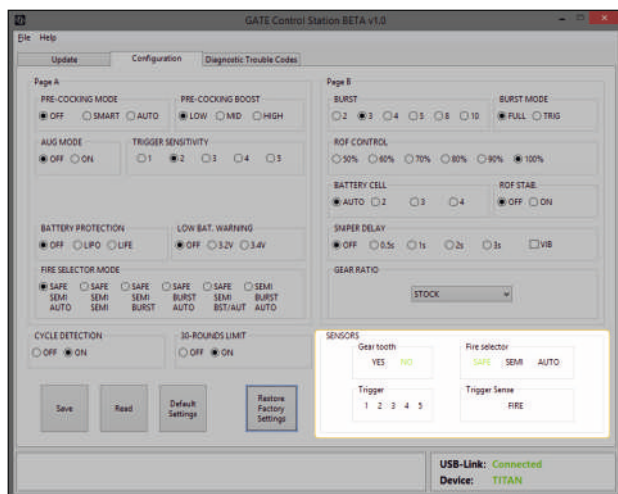 GATE Control Station BETA v1.0
File Help
Update Configuration Diagnostic Trouble Codes
Page A
PRE-COCKING MODE PRE-COCKING BOOST
OFF SMART AUTO LOW MID HIGH
AUG MODE TRIGGER SENSITIVITY
OFF ON 1 2 3 4 5
BATTERY PROTECTION LOW BAT. WARNING
OFF LIPO LIFE OFF 3.2V 3.4V
FIRE SELECTOR MODE
SAFE SAFE SAFE SAFE SAFE SEMI
SEMI SEMI SEMI BURST SEMI BURST
AUTO SEMI BURST AUTO BST/AUT AUTO
CYCLE DETECTION 30-ROUNDS LIMIT
OFF ON OFF ON
Save Read Default Settings Restore Factory Settings
Page B
BURST BURST MODE
2 3 4 5 8 10 FULL TRIG
ROF CONTROL
50% 60% 70% 80% 90% 100%
BATTERY CELL ROF STAB.
AUTO 2 3 4 OFF ON
SNIPER DELAY
OFF 0.5s 1s 2s 3s VIB
GEAR RATIO
STOCK
SENSORS
Gear tooth Fire selector
YES NO SAFE SEMI AUTO
Trigger Trigger Sense
1 2 3 4 5 FIRE
USB-Link: Connected
Device: TITAN